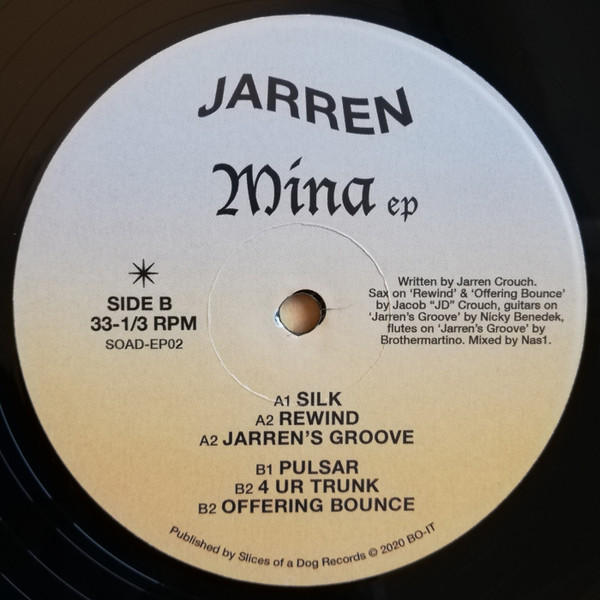 JARREN
Mina ep
SIDE B
33-1/3 RPM
SOAD-EP02
Written by Jarren Crouch.
Sax on ‘Rewind’ & ‘Offering Bounce’
by Jacob “JD” Crouch, guitars on
‘Jarren’s Groove’ by Nicky Benedek,
flutes on ‘Jarren’s Groove’ by
Brothermartino. Mixed by Nas1.
A1 SILK
A2 REWIND
A2 JARREN’S GROOVE
B1 PULSAR
B2 4 UR TRUNK
B2 OFFERING BOUNCE
Published by Slices of a Dog Records © 2020 BO-IT